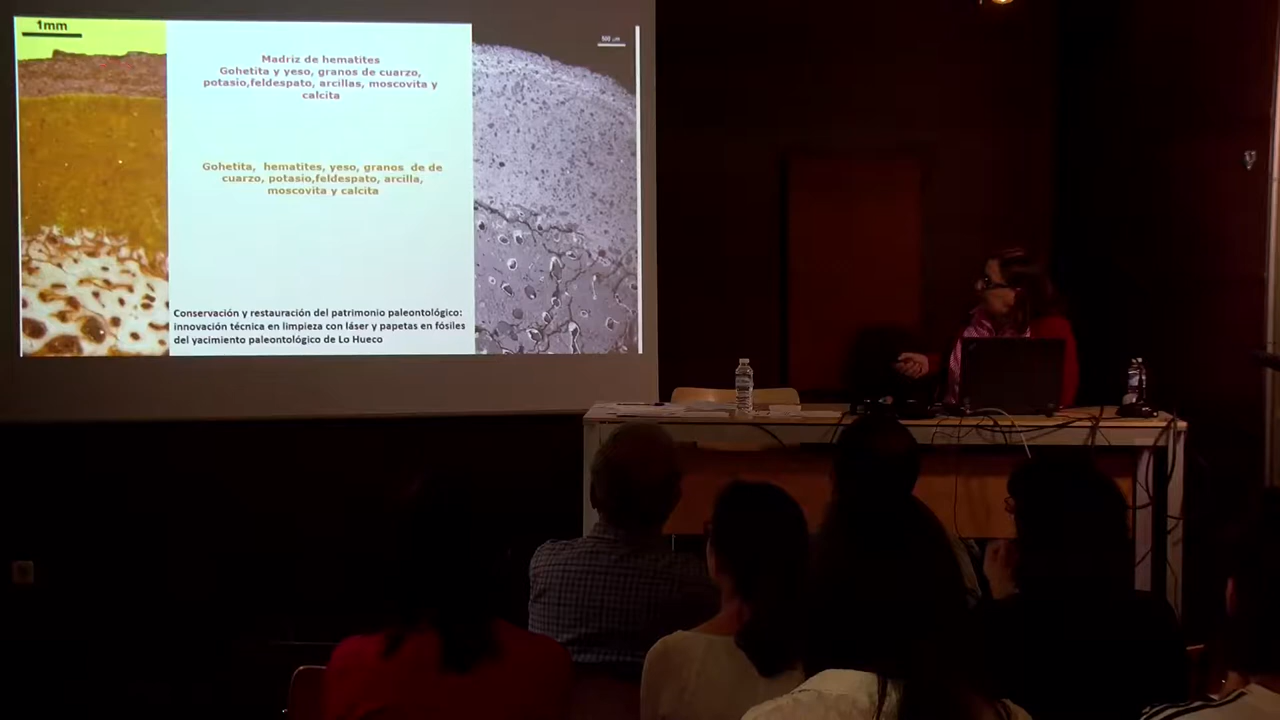 1mm
Madriz de hematites
Gohetita y yeso, granos de cuarzo,
potasio,feldespato, arcillas, moscovita y
calcita
Gohetita, hematites, yeso, granos de de
cuarzo, potasio,feldespato, arcilla,
moscovita y calcita
Conservación y restauración del patrimonio paleontológico:
innovación técnica en limpieza con láser y papetas en fósiles
del yacimiento paleontológico de Lo Hueco